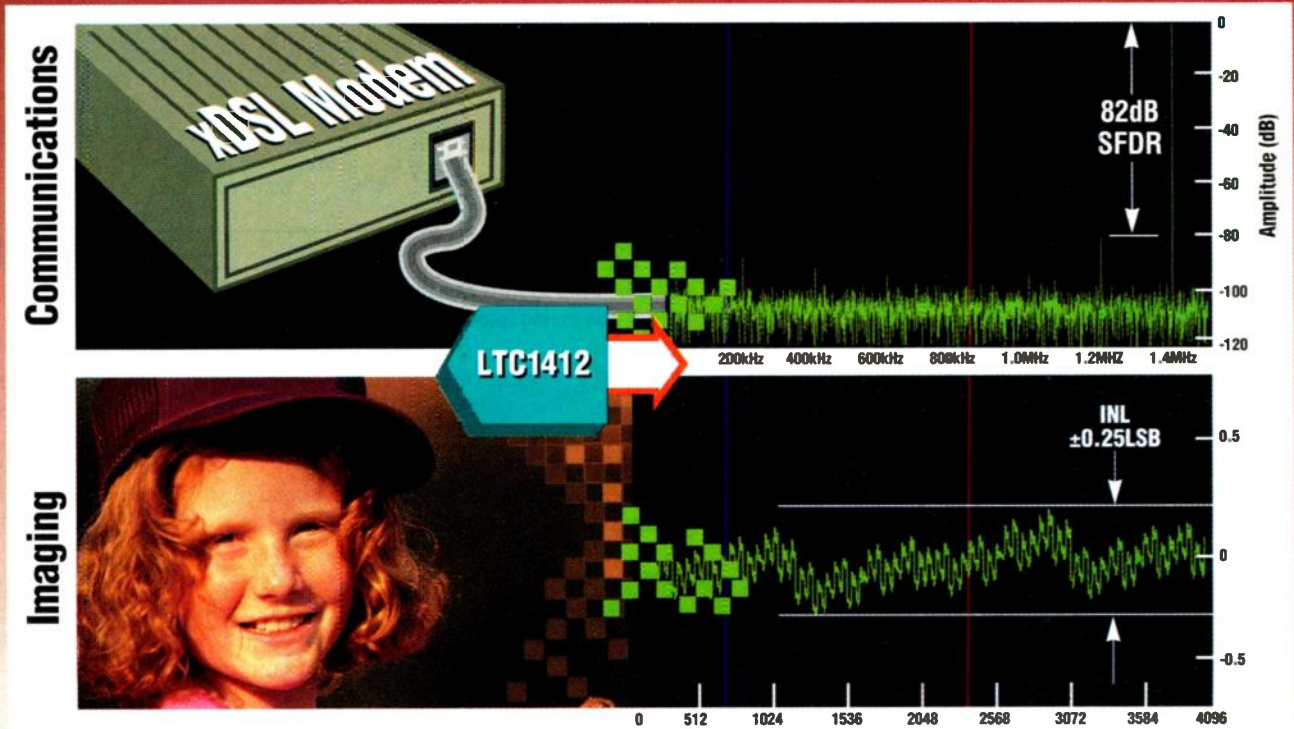 Communications
xDSL Modem
82dB
SFDR
0
-20
-40
-60
-80
-100
-120
Amplitude (dB)
200kHz 400kHz 600kHz 800kHz 1.0MHz 1.2MHZ 1.4MHz
LTC1412
Imaging
INL
±0.25LSB
0.5
0
-0.5
0 512 1024 1536 2048 2568 3072 3584 4096